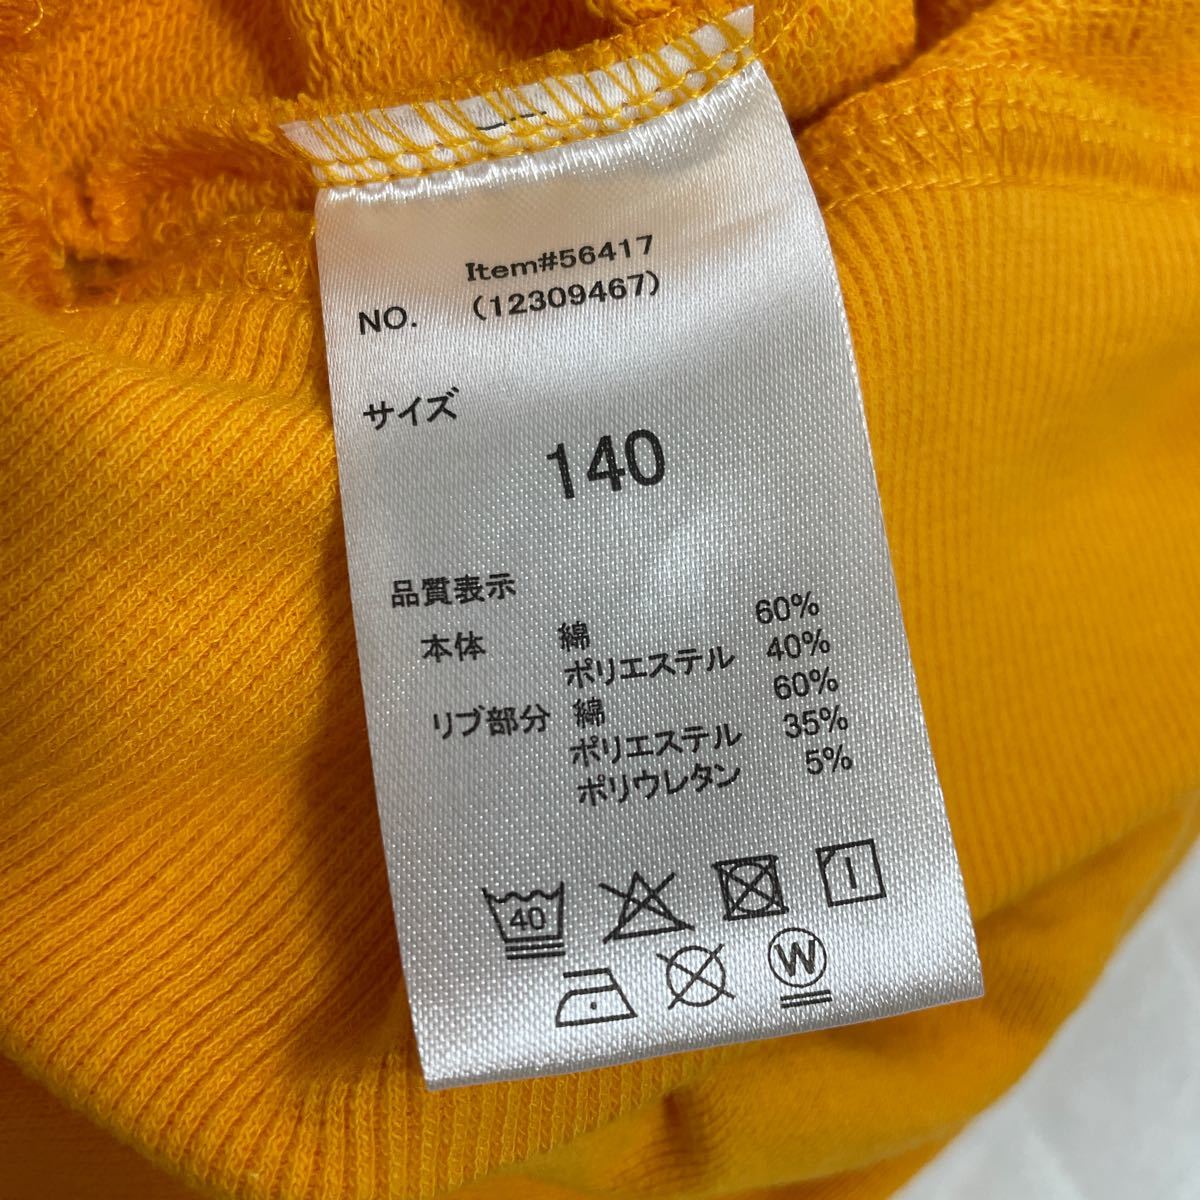 Item#56417
NO. (12309467)
サイズ
140
品質表示
本体 綿 60%
ポリエステル 40%
リブ部分 綿 60%
ポリエステル 35%
ポリウレタン 5%
40
W